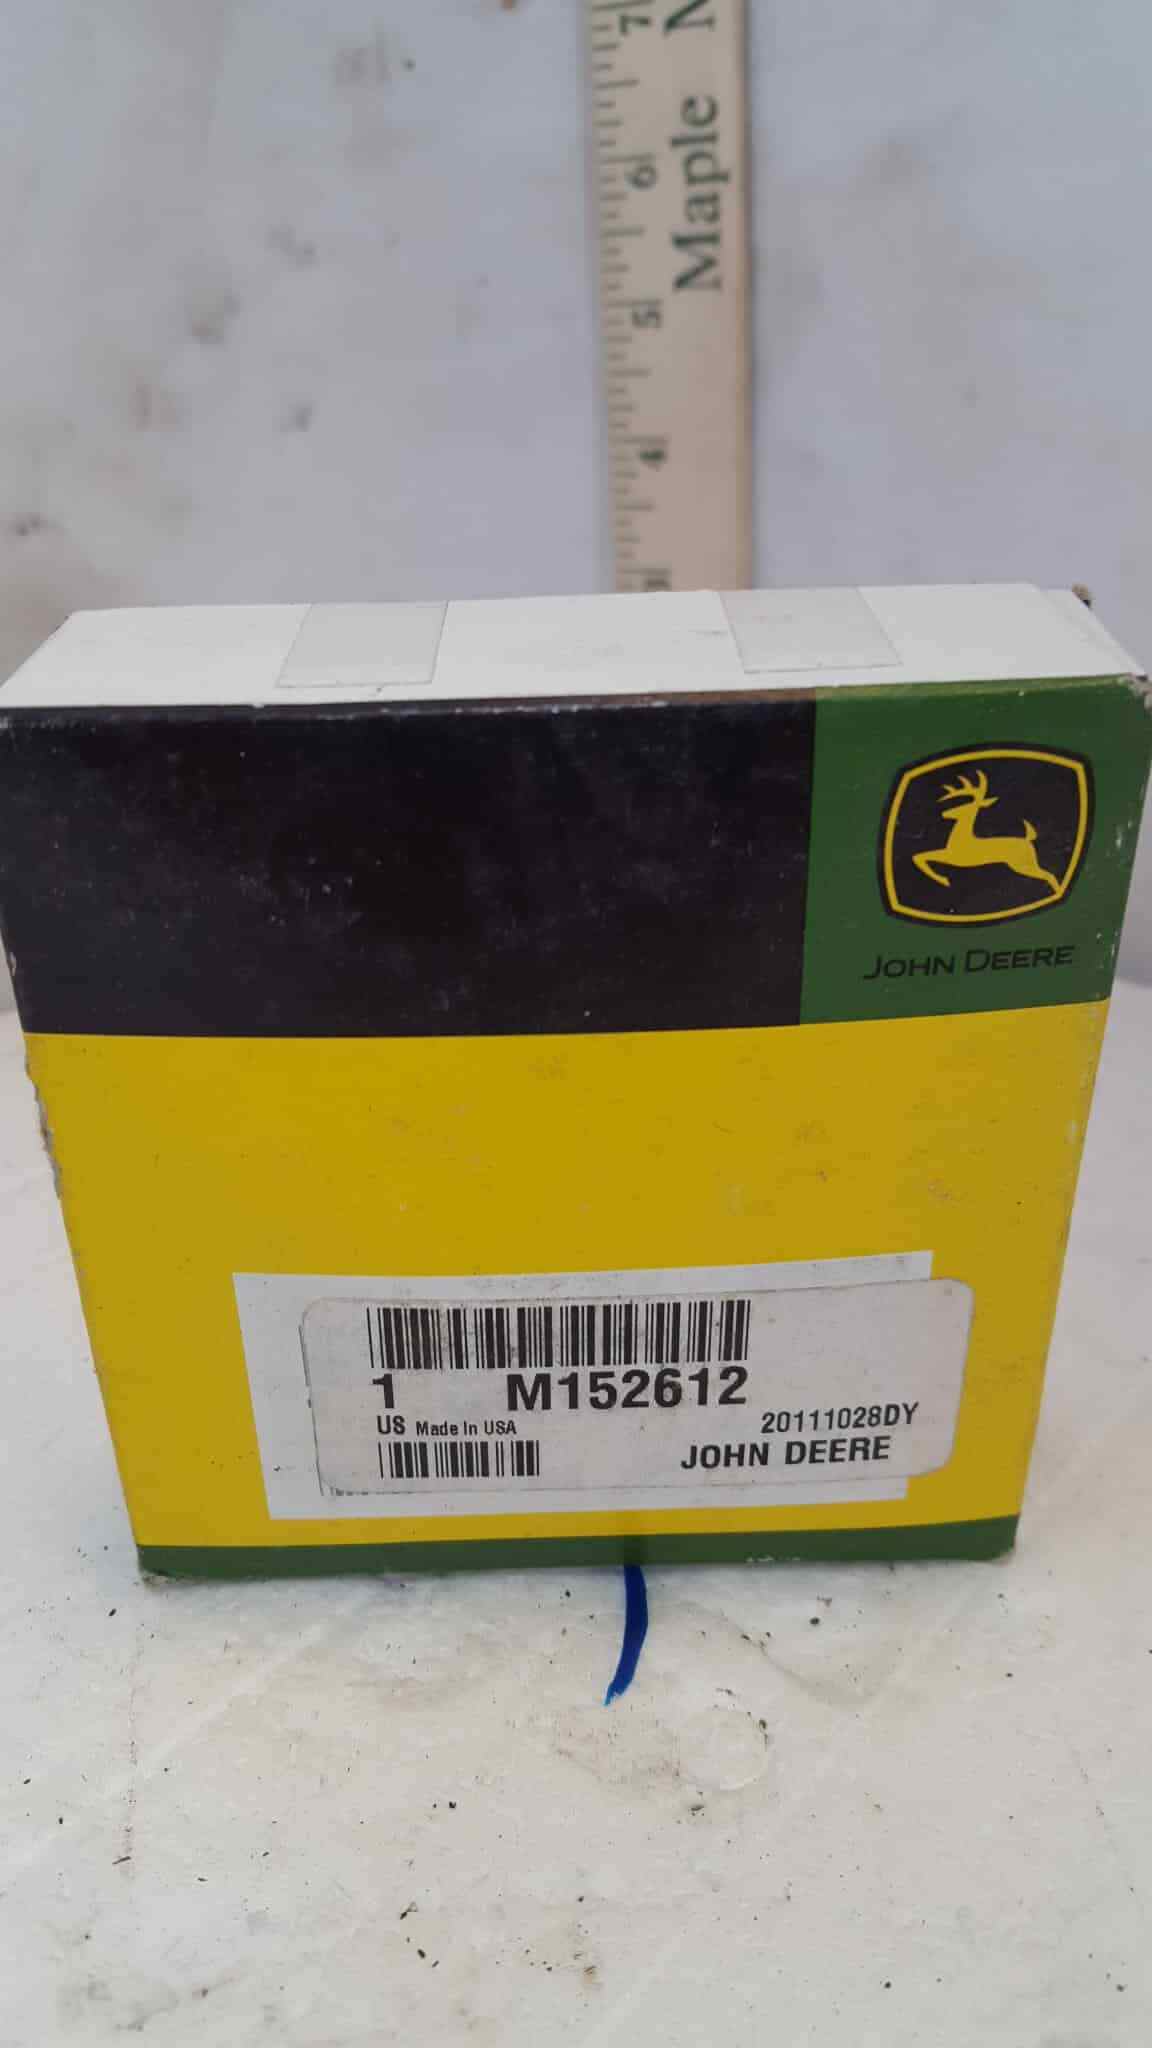 7
6
5
4
Maple
JOHN DEERE
1 M152612
US Made In USA
20111028DY
JOHN DEERE